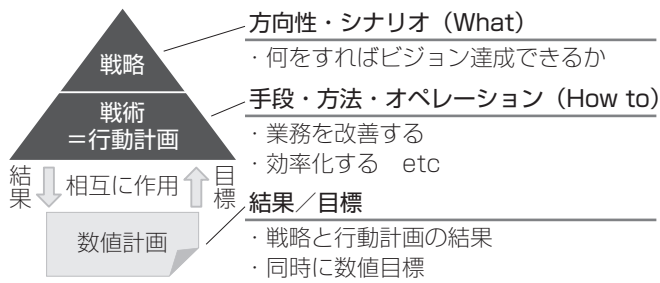 戦略
戦術
＝行動計画
結果
相互に作用
目標
数値計画
方向性・シナリオ（What）
・何をすればビジョン達成できるか
手段・方法・オペレーション（How to）
・業務を改善する
・効率化する　etc
結果／目標
・戦略と行動計画の結果
・同時に数値目標